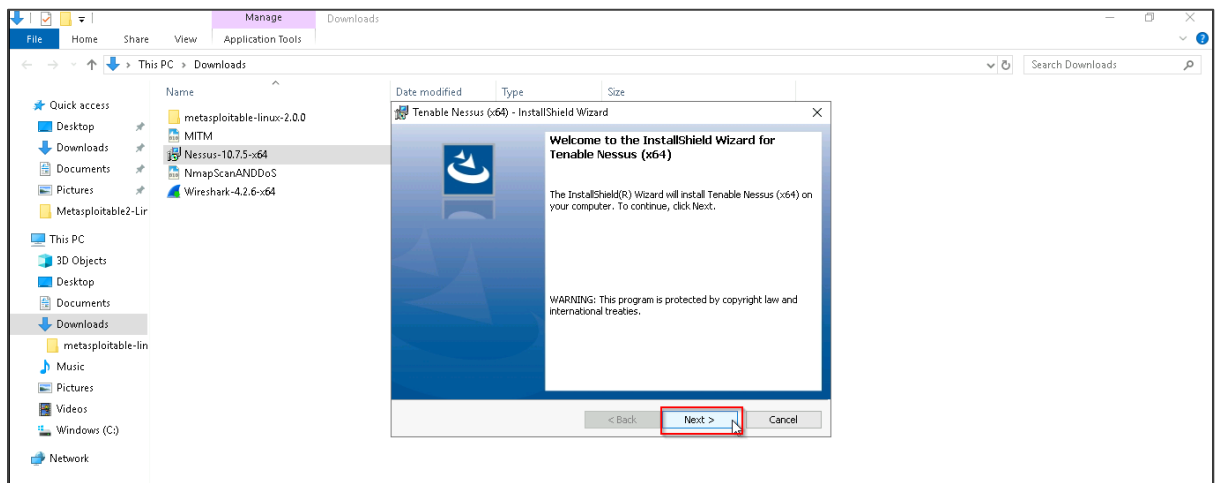 Manage
Downloads
File
Home
Share
View
Application Tools
This PC > Downloads
Search Downloads
Name
Date modified
Type
Size
Quick access
Desktop
Downloads
Documents
Pictures
Metasploitable2-Lir
This PC
3D Objects
Desktop
Documents
Downloads
metasploitable-lin
Music
Pictures
Videos
Windows (C:)
Network
metasploitable-linux-2.0.0
MITM
Nessus-10.7.5-x64
NmapScanANDDoS
Wireshark-4.2.6-x64
Tenable Nessus (x64) - InstallShield Wizard
Welcome to the InstallShield Wizard for
Tenable Nessus (x64)
The InstallShield(R) Wizard will install Tenable Nessus (x64) on
your computer. To continue, click Next.
WARNING: This program is protected by copyright law and
international treaties.
< Back
Next >
Cancel